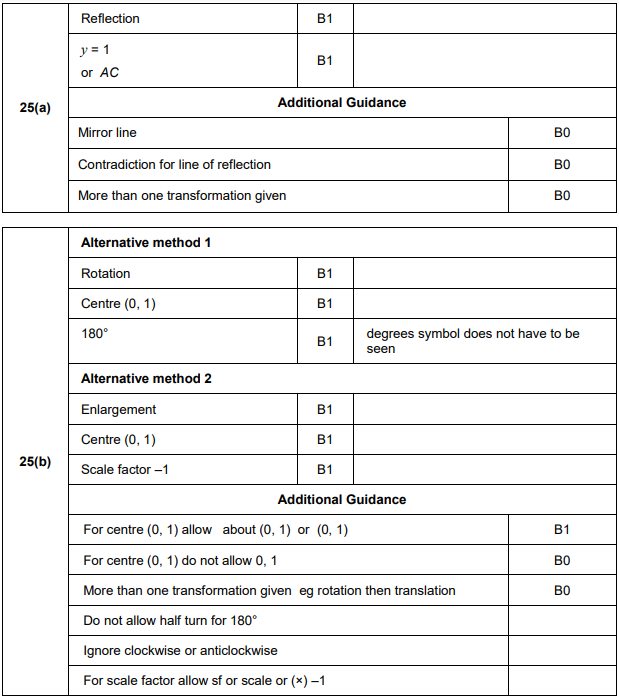 25(a)
Reflection B1
y = 1
or AC
B1
Additional Guidance
Mirror line B0
Contradiction for line of reflection B0
More than one transformation given B0
25(b)
Alternative method 1
Rotation B1
Centre (0, 1) B1
180° B1 degrees symbol does not have to be
seen
Alternative method 2
Enlargement B1
Centre (0, 1) B1
Scale factor –1 B1
Additional Guidance
For centre (0, 1) allow about (0, 1) or (0, 1) B1
For centre (0, 1) do not allow 0, 1 B0
More than one transformation given eg rotation then translation B0
Do not allow half turn for 180°
Ignore clockwise or anticlockwise
For scale factor allow sf or scale or (×) –1